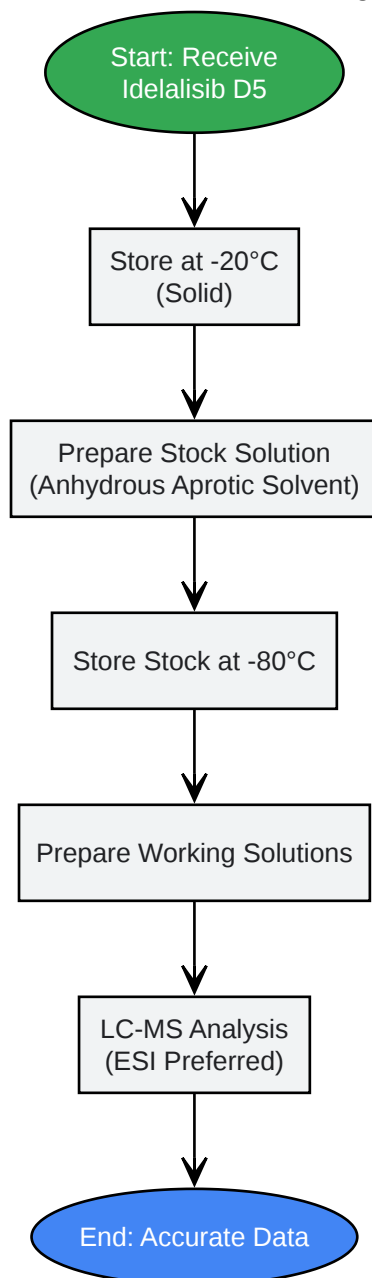 Start: Receive
Idelalisib D5
Store at -20°C
(Solid)
Prepare Stock Solution
(Anhydrous Aprotic Solvent)
Store Stock at -80°C
Prepare Working Solutions
LC-MS Analysis
(ESI Preferred)
End: Accurate Data